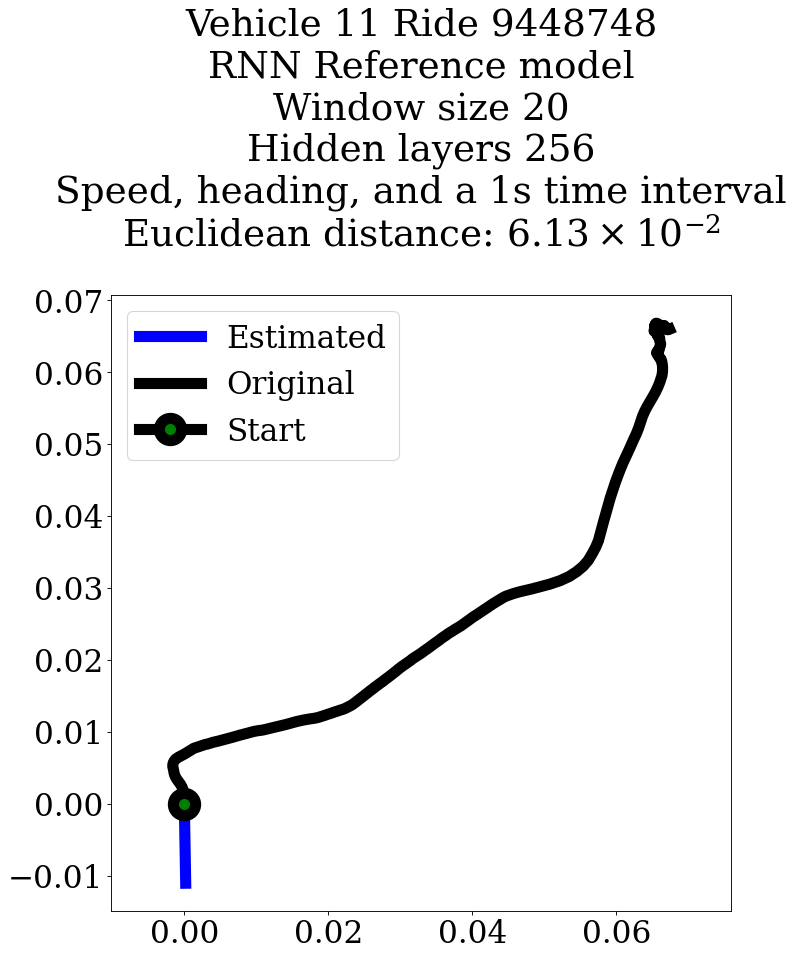 Vehicle 11 Ride 9448748
RNN Reference model
Window size 20
Hidden layers 256
Speed, heading, and a 1s time interval
Euclidean distance: 6.13 × 10⁻²
0.07
0.06
0.05
0.04
0.03
0.02
0.01
0.00
−0.01
Estimated
Original
Start
0.00 0.02 0.04 0.06